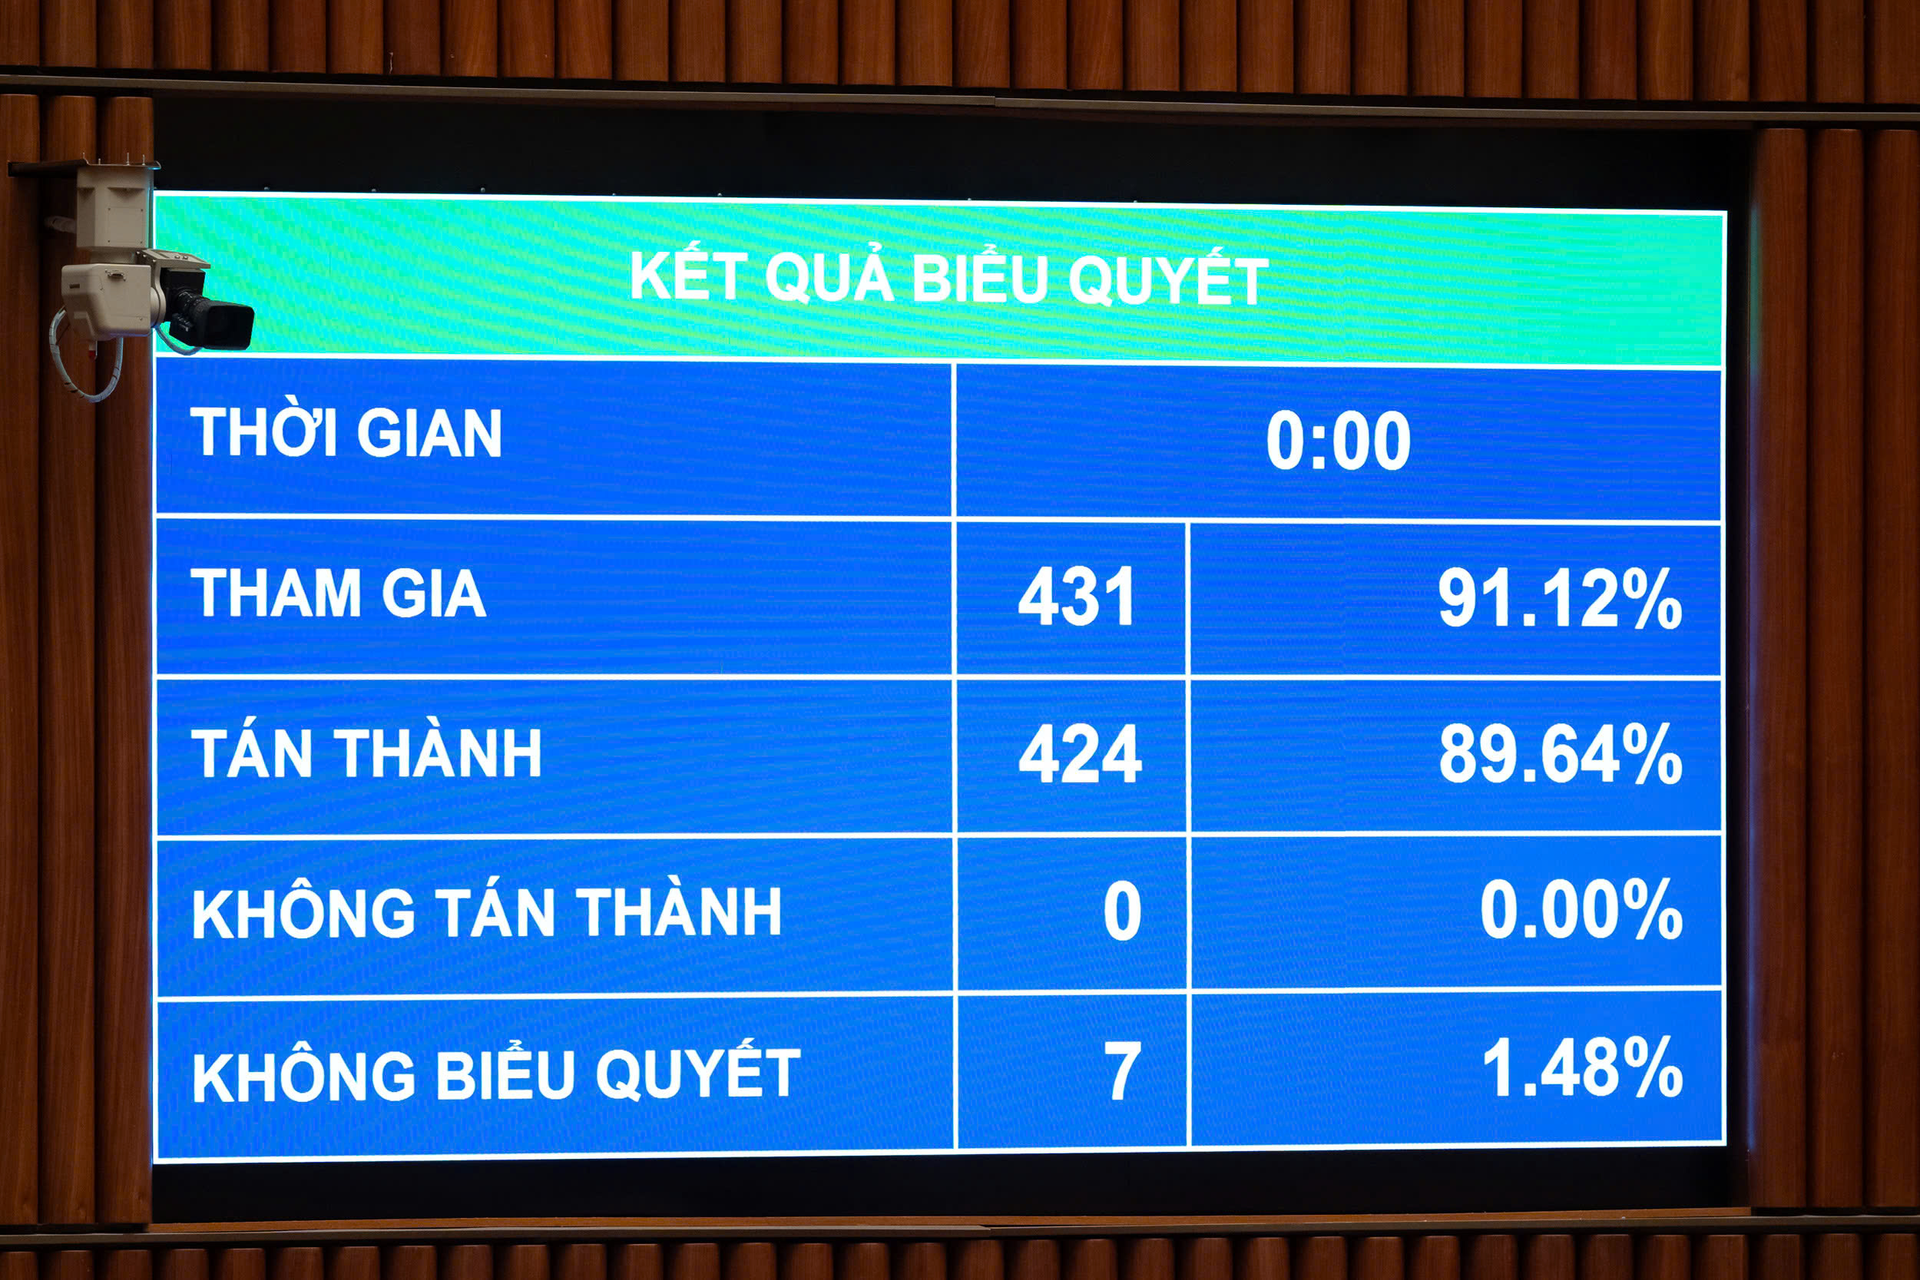 KẾT QUẢ BIỂU QUYẾT
THỜI GIAN 0:00
THAM GIA 431 91.12%
TÁN THÀNH 424 89.64%
KHÔNG TÁN THÀNH 0 0.00%
KHÔNG BIỂU QUYẾT 7 1.48%